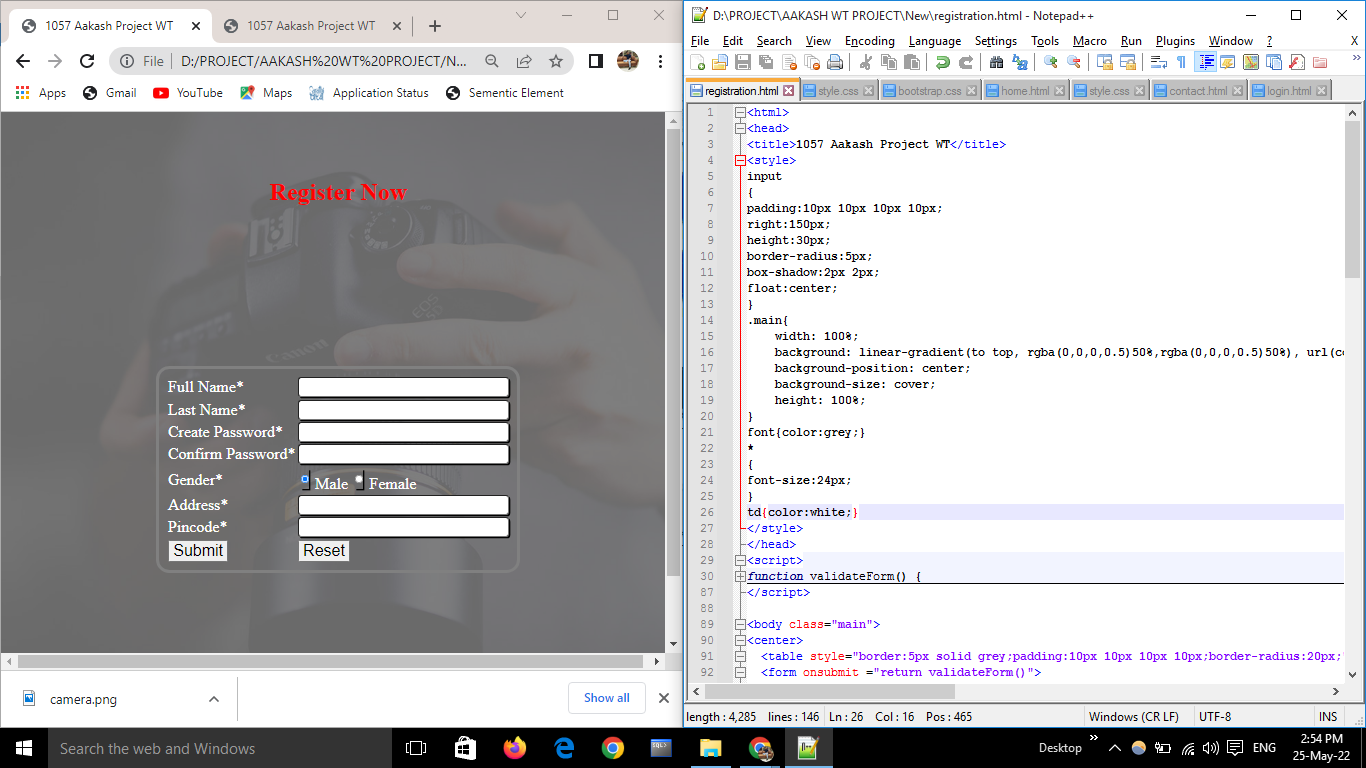 1057 Aakash Project WT
1057 Aakash Project WT
File D:/PROJECT/AAKASH%20WT%20PROJECT/N...
Apps Gmail YouTube Maps Application Status Sementic Element
Register Now
Full Name*
Last Name*
Create Password*
Confirm Password*
Gender* Male Female
Address*
Pincode*
Submit Reset
camera.png
Show all
D:\PROJECT\AAKASH WT PROJECT\New\registration.html - Notepad++
File Edit Search View Encoding Language Settings Tools Macro Run Plugins Window ? X
registration.html style.css bootstrap.css home.html style.css contact.html login.html
1 <html>
2 <head>
3 <title>1057 Aakash Project WT</title>
4 <style>
5 input
6 {
7 padding:10px 10px 10px 10px;
8 right:150px;
9 height:30px;
10 border-radius:5px;
11 box-shadow:2px 2px;
12 float:center;
13 }
14 .main{
15 width: 100%;
16 background: linear-gradient(to top, rgba(0,0,0,0.5)50%,rgba(0,0,0,0.5)50%), url(c
17 background-position: center;
18 background-size: cover;
19 height: 100%;
20 }
21 font{color:grey;}
22 *
23 {
24 font-size:24px;
25 }
26 td{color:white;}
27 </style>
28 </head>
29 <script>
30 function validateForm() {
87 </script>
88
89 <body class="main">
90 <center>
91 <table style="border:5px solid grey;padding:10px 10px 10px 10px;border-radius:20px;
92 <form onsubmit ="return validateForm()">
length : 4,285 lines : 146 Ln : 26 Col : 16 Pos : 465 Windows (CR LF) UTF-8 INS
Search the web and Windows
Desktop ENG
2:54 PM
25-May-22